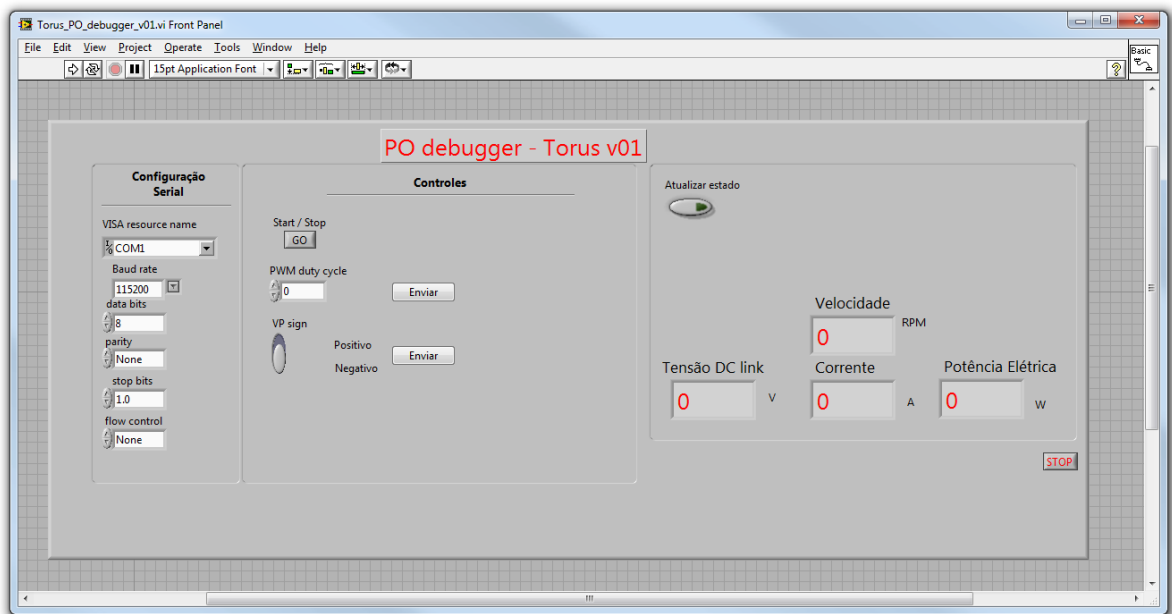 Torus_PO_debugger_v01.vi Front Panel
File Edit View Project Operate Tools Window Help
15pt Application Font
Basic
PO debugger - Torus v01
Configuração
Serial
VISA resource name
COM1
Baud rate
115200
data bits
8
parity
None
stop bits
1.0
flow control
None
Controles
Start / Stop
GO
PWM duty cycle
0
Enviar
VP sign
Positivo
Negativo
Enviar
Atualizar estado
Velocidade
0 RPM
Tensão DC link
0 V
Corrente
0 A
Potência Elétrica
0 W
STOP